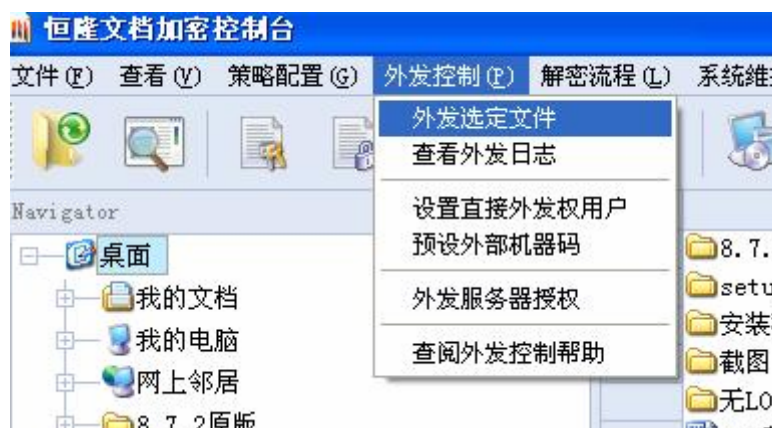 恒隆文档加密控制台
文件(F) 查看(V) 策略配置(G) 外发控制(P) 解密流程(L) 系统维
外发选定文件
查看外发日志
Navigator
设置直接外发权用户
桌面
预设外部机器码
8.7.
我的文档
外发服务器授权
setu
我的电脑
安装
查阅外发控制帮助
截图
网上邻居
无LO
8.7.2原版